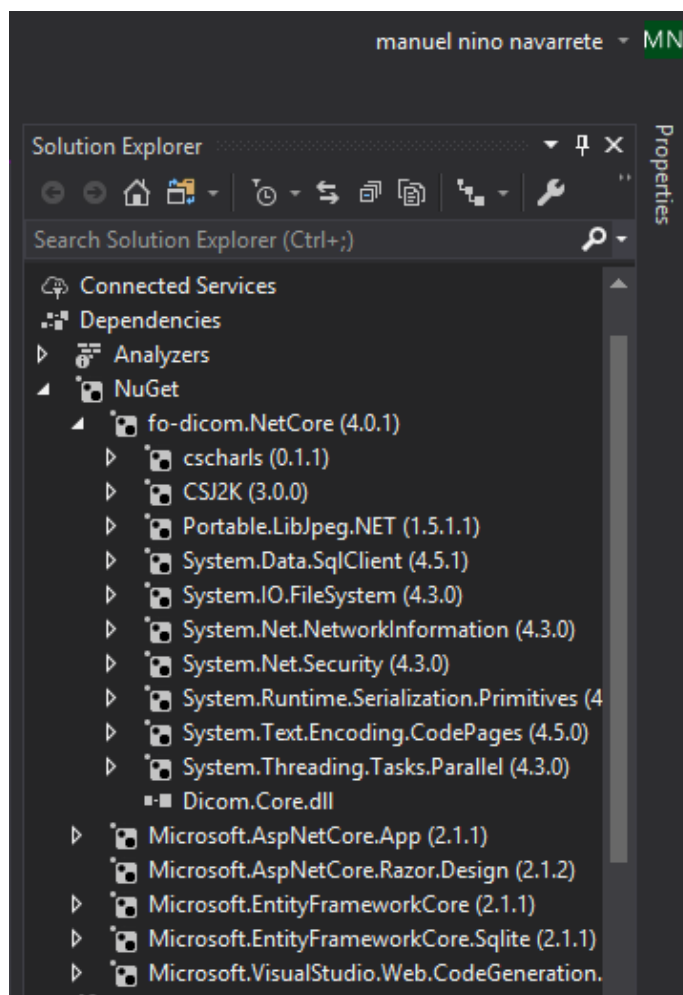 manuel nino navarrete
MN
Solution Explorer
Properties
Search Solution Explorer (Ctrl+;)
Connected Services
Dependencies
Analyzers
NuGet
fo-dicom.NetCore (4.0.1)
cscharls (0.1.1)
CSJ2K (3.0.0)
Portable.LibJpeg.NET (1.5.1.1)
System.Data.SqlClient (4.5.1)
System.IO.FileSystem (4.3.0)
System.Net.NetworkInformation (4.3.0)
System.Net.Security (4.3.0)
System.Runtime.Serialization.Primitives (4
System.Text.Encoding.CodePages (4.5.0)
System.Threading.Tasks.Parallel (4.3.0)
Dicom.Core.dll
Microsoft.AspNetCore.App (2.1.1)
Microsoft.AspNetCore.Razor.Design (2.1.2)
Microsoft.EntityFrameworkCore (2.1.1)
Microsoft.EntityFrameworkCore.Sqlite (2.1.1)
Microsoft.VisualStudio.Web.CodeGeneration.